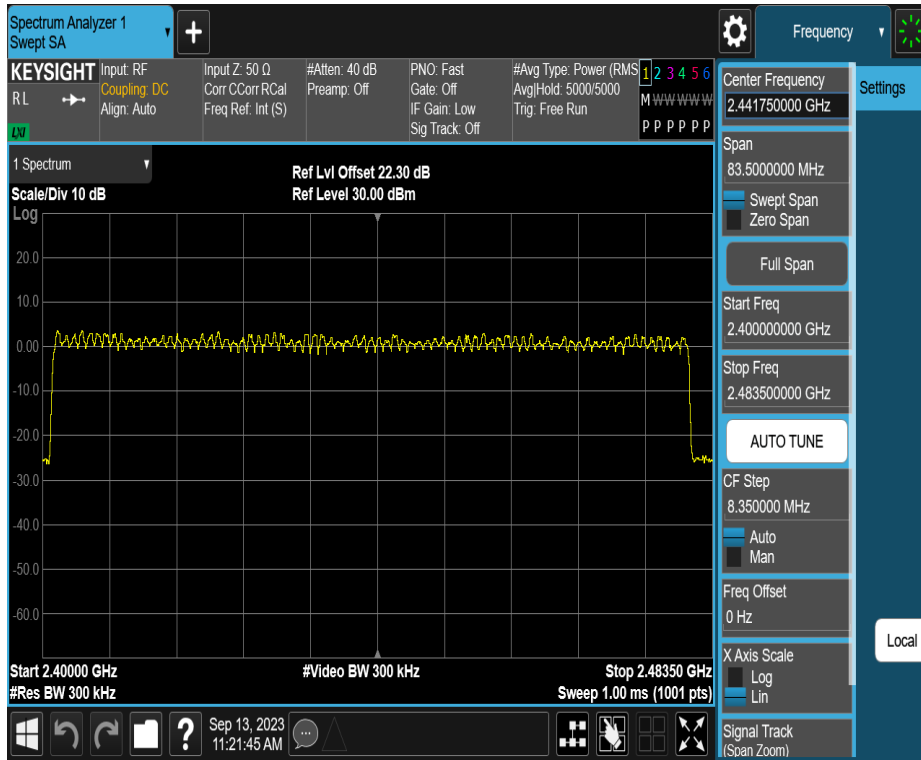 Spectrum Analyzer 1
Swept SA
+
Frequency
KEYSIGHT
R L
LXI
Input: RF
Coupling: DC
Align: Auto
Input Z: 50 Ω
Corr CCorr RCal
Freq Ref: Int (S)
#Atten: 40 dB
Preamp: Off
PNO: Fast
Gate: Off
IF Gain: Low
Sig Track: Off
#Avg Type: Power (RMS
Avg|Hold: 5000/5000
Trig: Free Run
1 2 3 4 5 6
M W W W W W
P P P P P P
1 Spectrum
Scale/Div 10 dB
Log
Ref Lvl Offset 22.30 dB
Ref Level 30.00 dBm
20.0
10.0
0.00
-10.0
-20.0
-30.0
-40.0
-50.0
-60.0
Start 2.40000 GHz
#Res BW 300 kHz
#Video BW 300 kHz
Stop 2.48350 GHz
Sweep 1.00 ms (1001 pts)
Center Frequency
2.441750000 GHz
Span
83.5000000 MHz
Swept Span
Zero Span
Full Span
Start Freq
2.400000000 GHz
Stop Freq
2.483500000 GHz
AUTO TUNE
CF Step
8.350000 MHz
Auto
Man
Freq Offset
0 Hz
X Axis Scale
Log
Lin
Signal Track
(Span Zoom)
Settings
Local
?
Sep 13, 2023
11:21:45 AM